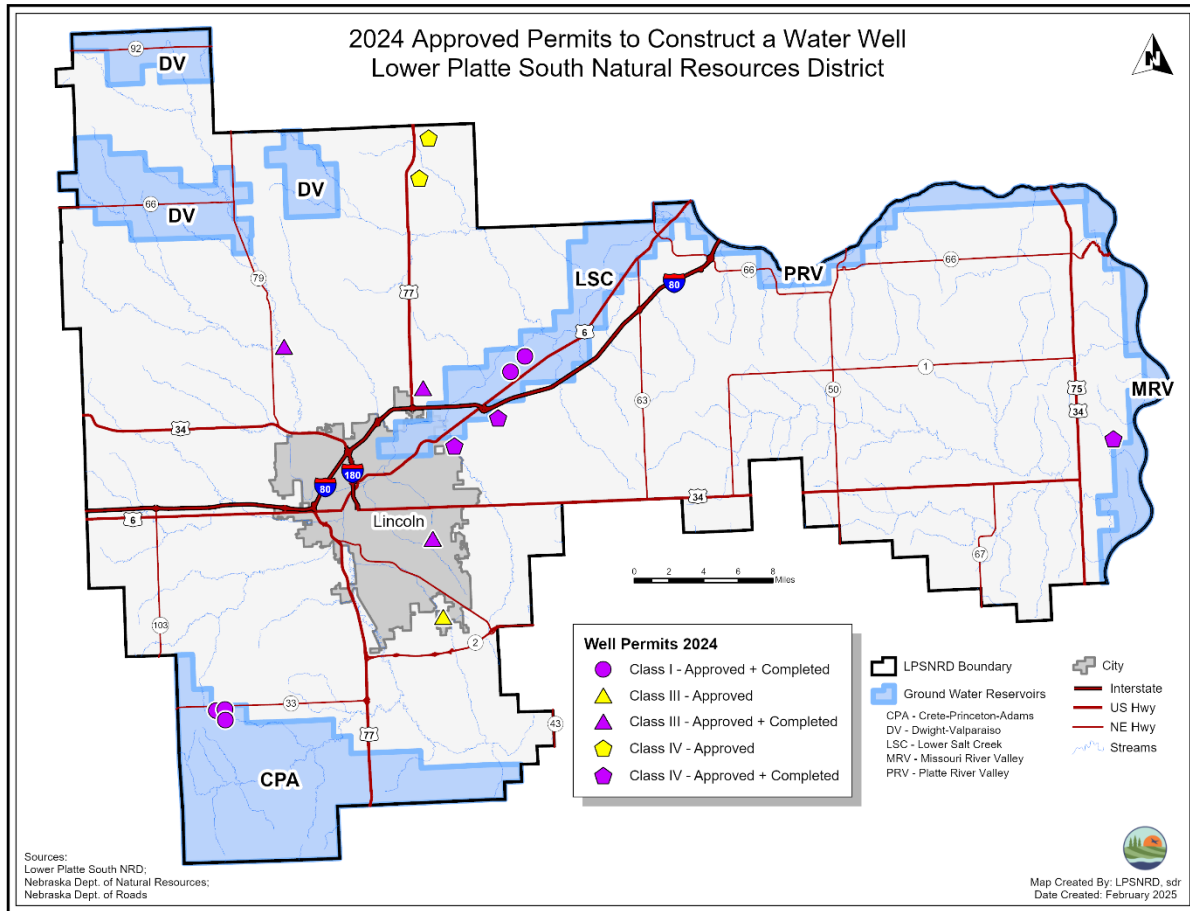 2024 Approved Permits to Construct a Water Well
Lower Platte South Natural Resources District
N
92
DV
DV
66
DV
79
77
LSC
80
6
66
PRV
66
63
50
1
75
34
MRV
34
80
180
6
Lincoln
34
67
103
2
33
77
43
CPA
0 2 4 6 8
Miles
Well Permits 2024
Class I - Approved + Completed
Class III - Approved
Class III - Approved + Completed
Class IV - Approved
Class IV - Approved + Completed
LPSNRD Boundary
Ground Water Reservoirs
CPA - Crete-Princeton-Adams
DV - Dwight-Valparaiso
LSC - Lower Salt Creek
MRV - Missouri River Valley
PRV - Platte River Valley
City
Interstate
US Hwy
NE Hwy
Streams
Sources:
Lower Platte South NRD;
Nebraska Dept. of Natural Resources;
Nebraska Dept. of Roads
Map Created By: LPSNRD, sdr
Date Created: February 2025